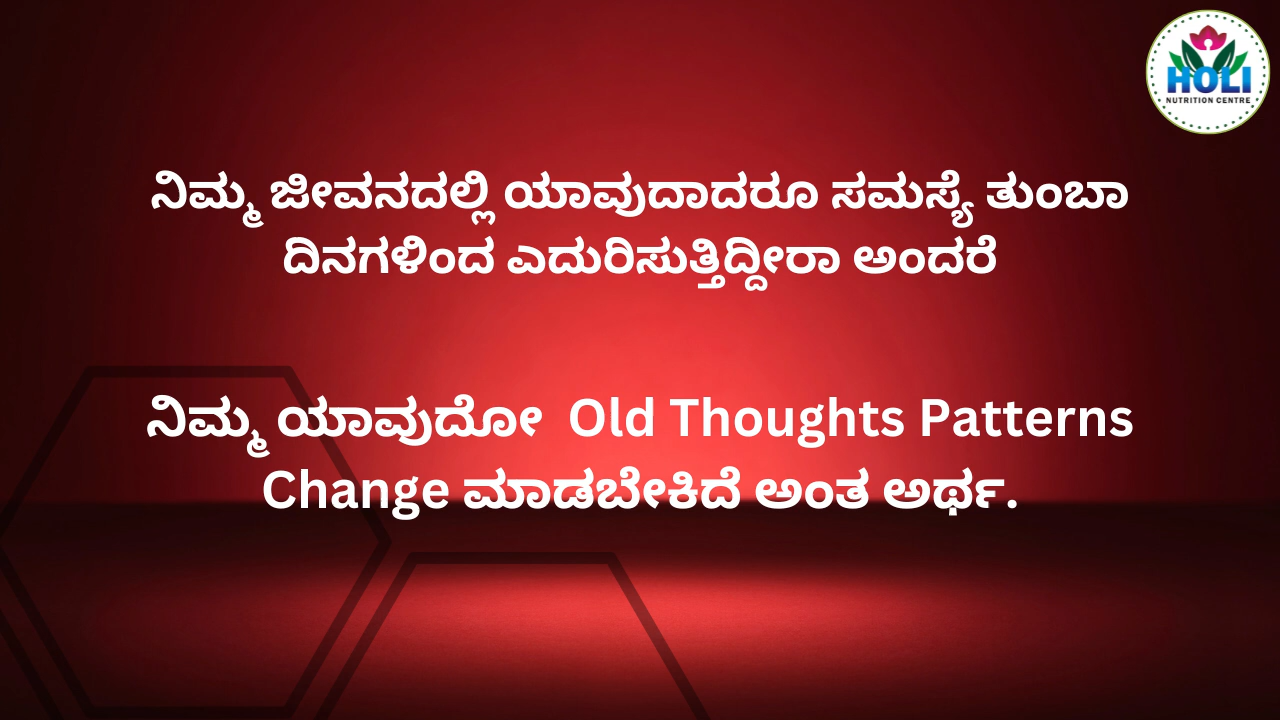 HOLI
NUTRITION CENTRE
ನಿಮ್ಮ ಜೀವನದಲ್ಲಿ ಯಾವುದಾದರೂ ಸಮಸ್ಯೆ ತುಂಬಾ
ದಿನಗಳಿಂದ ಎದುರಿಸುತ್ತಿದ್ದೀರಾ ಅಂದರೆ
ನಿಮ್ಮ ಯಾವುದೋ Old Thoughts Patterns
Change ಮಾಡಬೇಕಿದೆ ಅಂತ ಅರ್ಥ.